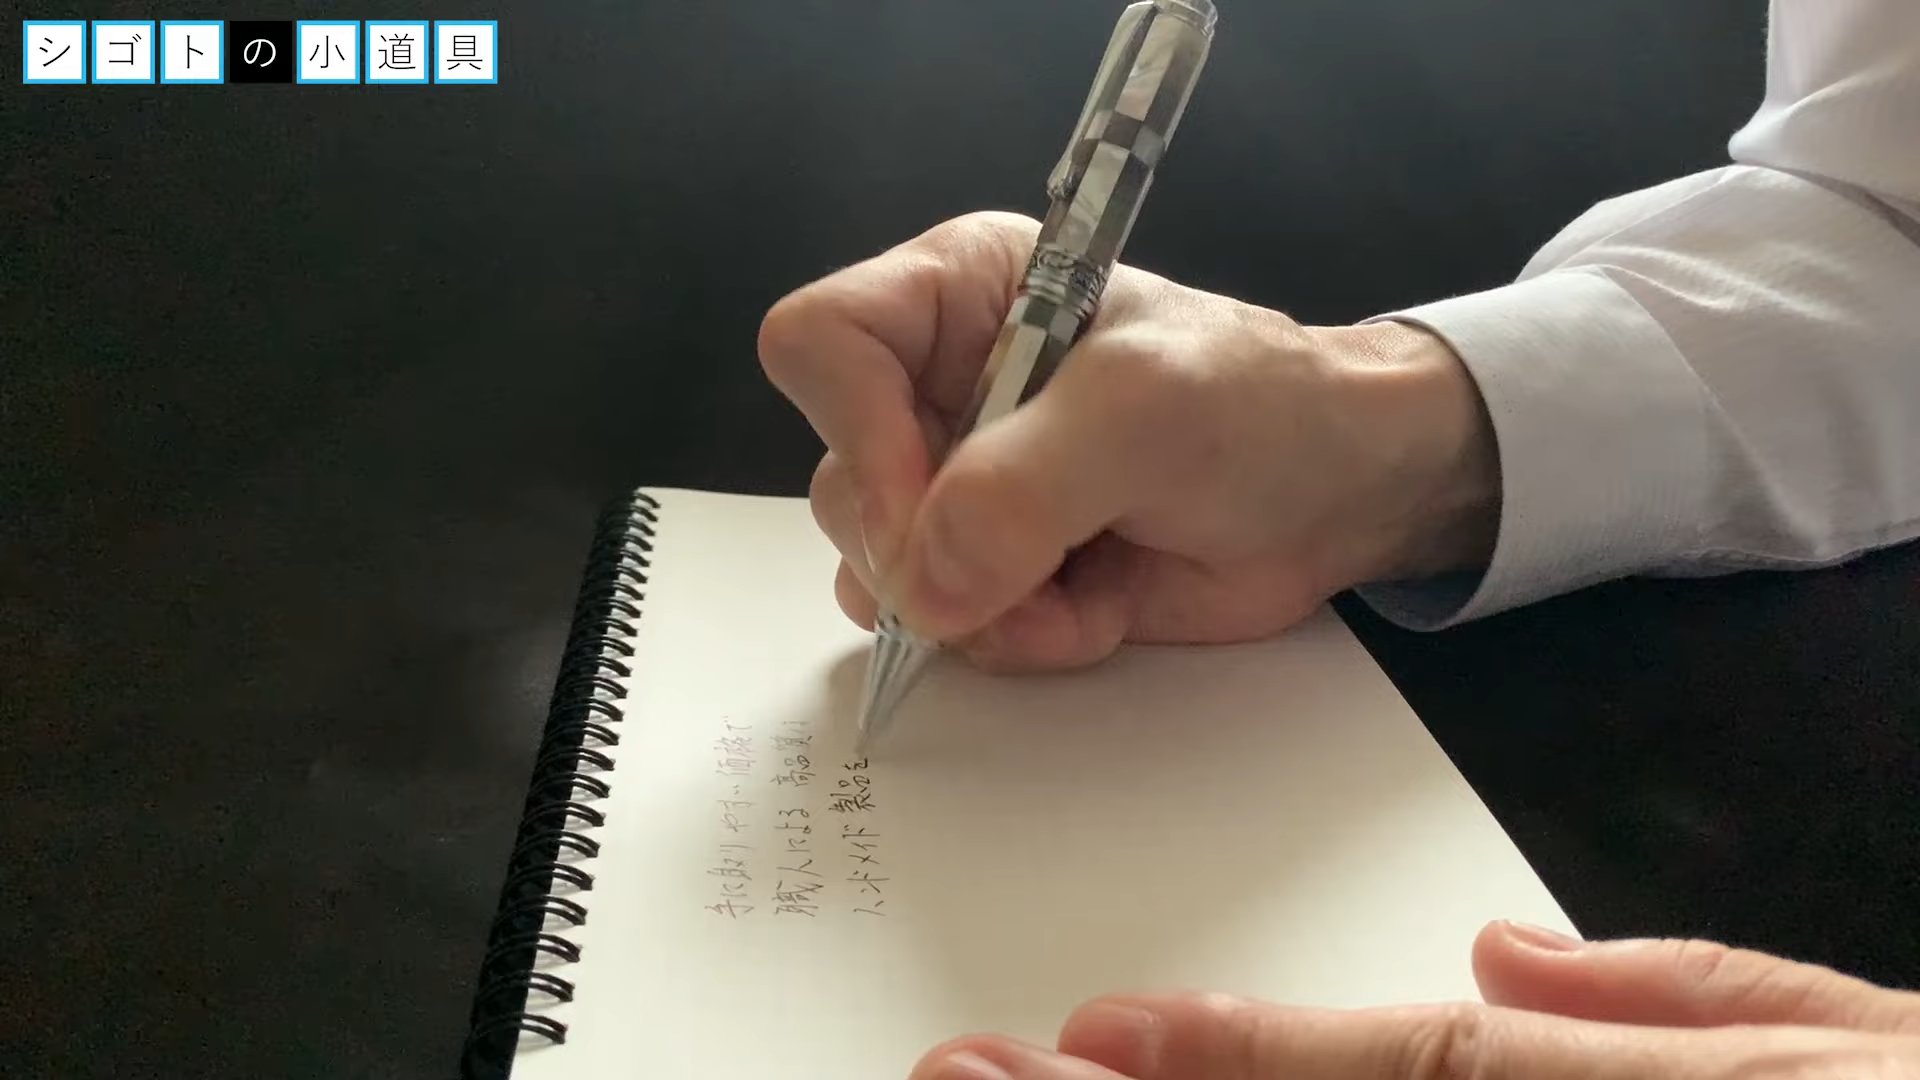 シゴトの小道具
手に取りやすい価格で
職人による高品質な
ハンドメイド製品を